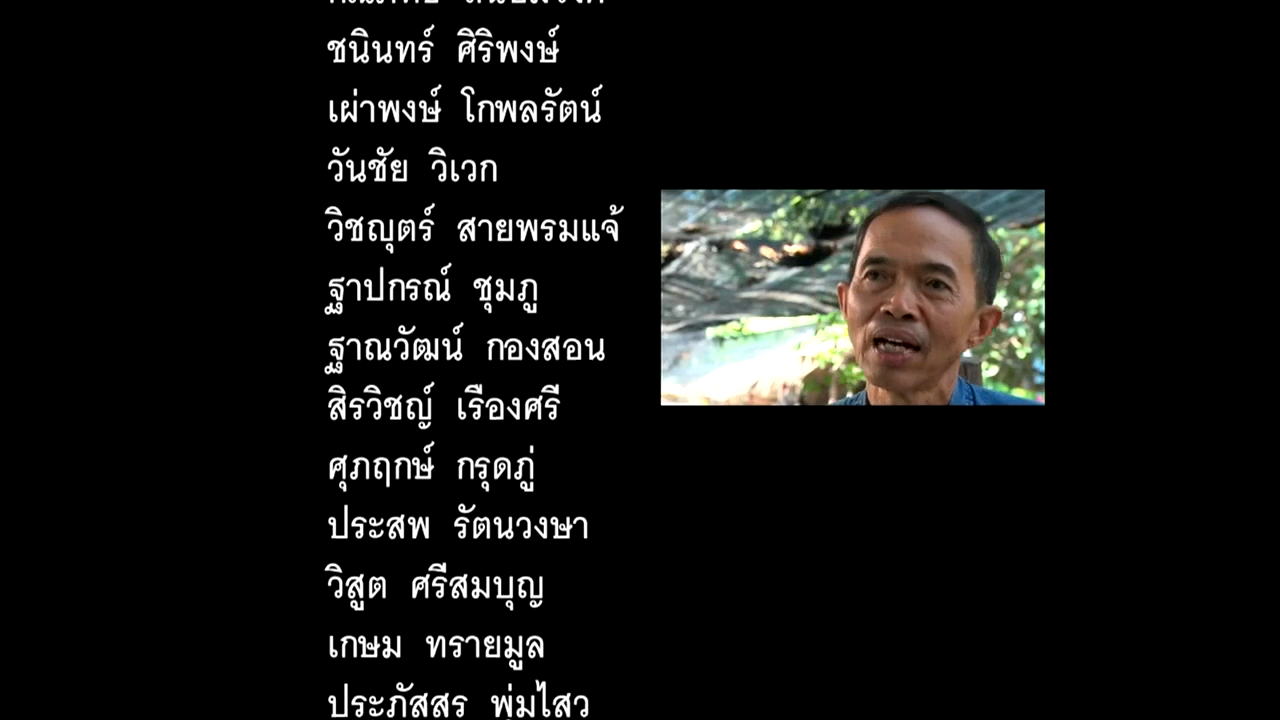 ชนินทร์ ศิริพงษ์
เผ่าพงษ์ โกพลรัตน์
วันชัย วิเวก
วิชญุตร์ สายพรมแจ้
ฐาปกรณ์ ชุมภู
ฐาณวัฒน์ กองสอน
สิรวิชญ์ เรืองศรี
ศุภฤกษ์ กรุดภู่
ประสพ รัตนวงษา
วิสูต ศรีสมบุญ
เกษม ทรายมูล
ประภัสสร พุ่มไสว